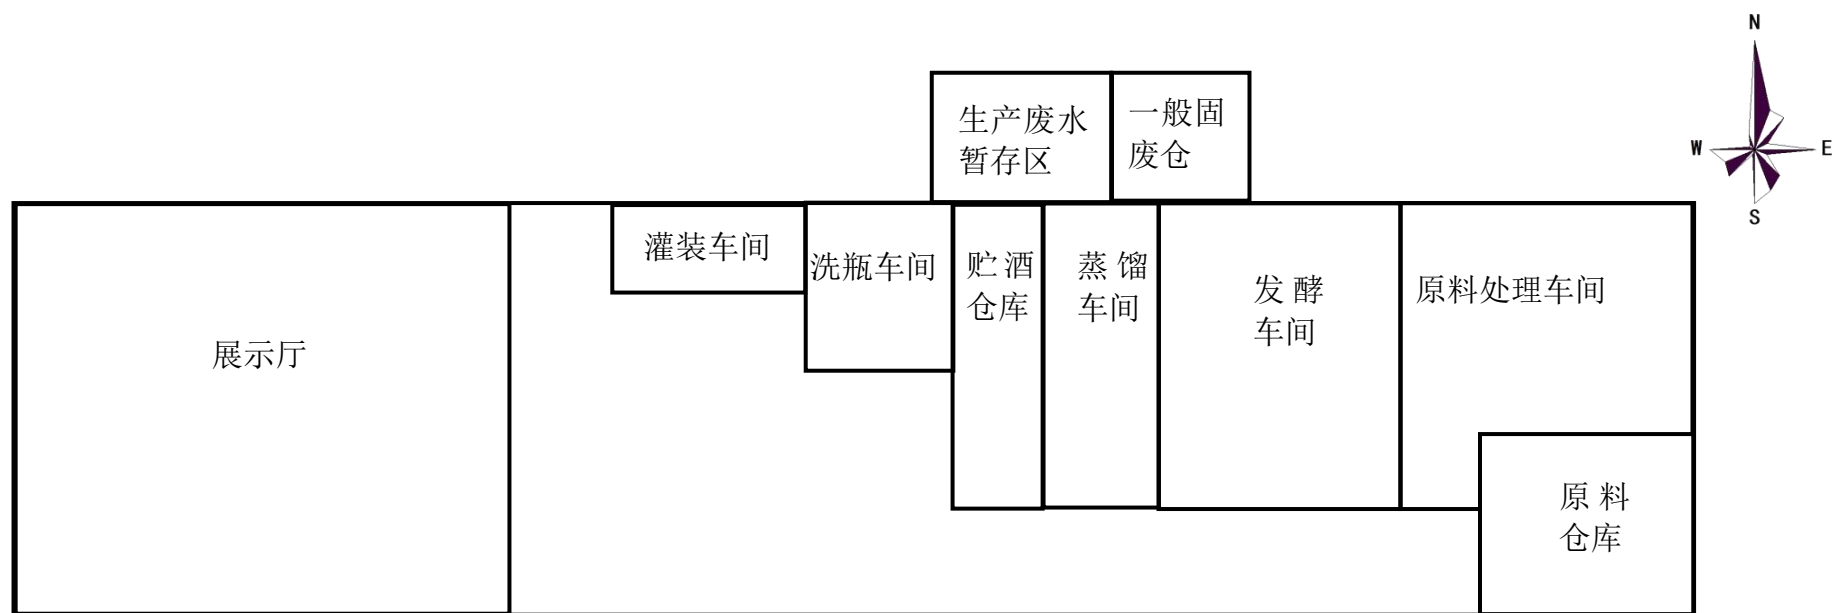 N
W
E
S
生产废水
暂存区
一般固
废仓
灌装车间
洗瓶车间
贮酒
仓库
蒸馏
车间
发酵
车间
原料处理车间
展示厅
原料
仓库